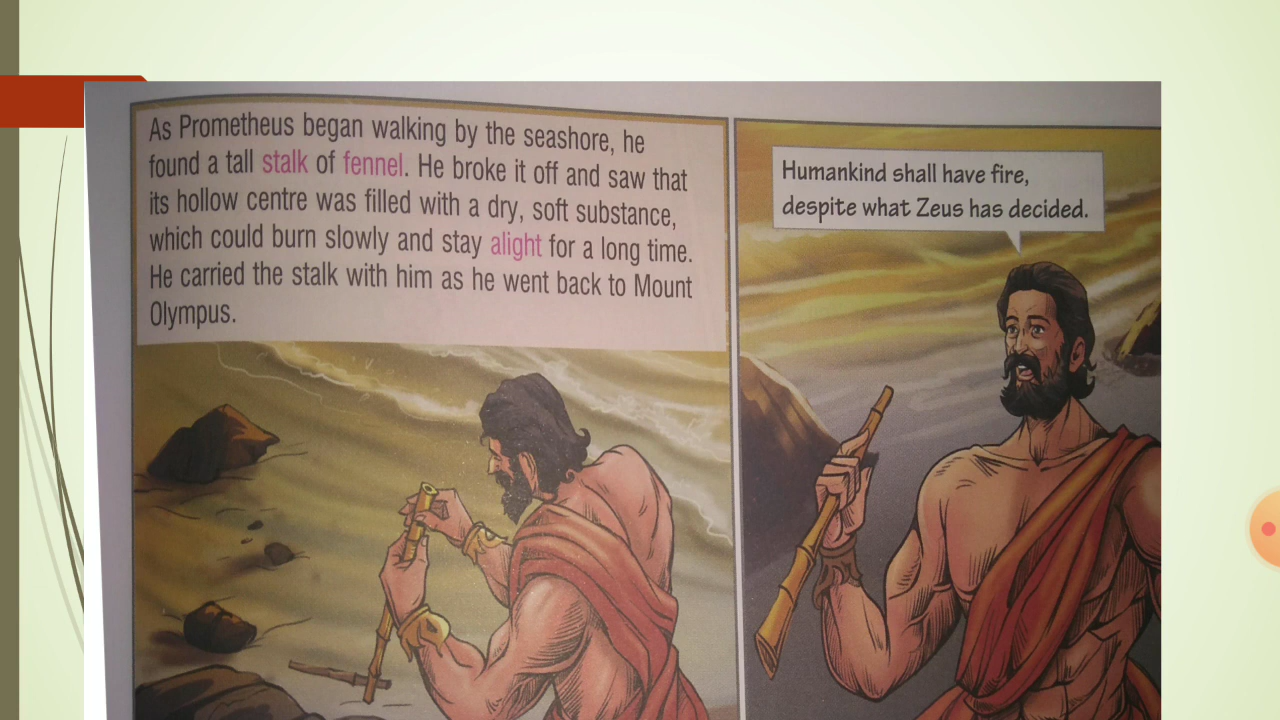 As Prometheus began walking by the seashore, he
found a tall stalk of fennel. He broke it off and saw that
its hollow centre was filled with a dry, soft substance,
which could burn slowly and stay alight for a long time.
He carried the stalk with him as he went back to Mount
Olympus.
Humankind shall have fire,
despite what Zeus has decided.